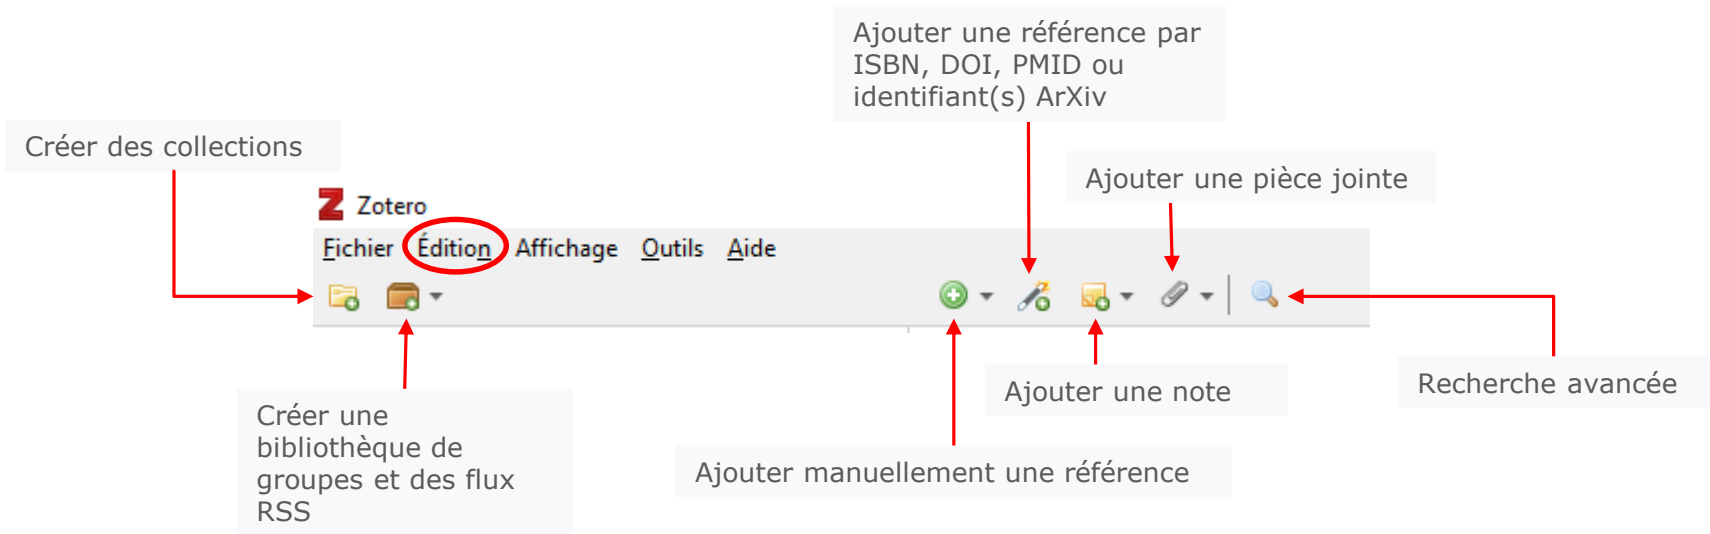 Ajouter une référence par
ISBN, DOI, PMID ou
identifiant(s) ArXiv
Créer des collections
Ajouter une pièce jointe
Z Zotero
Fichier Édition Affichage Outils Aide
Ajouter une note
Recherche avancée
Créer une
bibliothèque de
groupes et des flux
RSS
Ajouter manuellement une référence